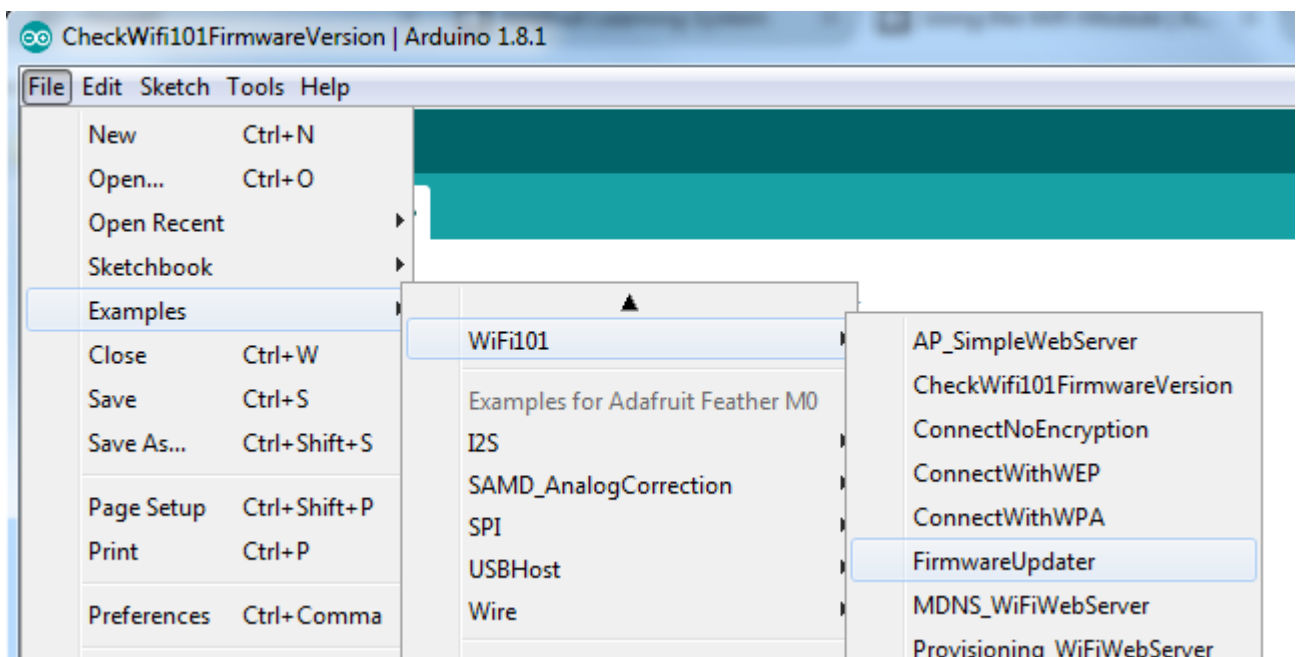 CheckWifi101FirmwareVersion | Arduino 1.8.1
File Edit Sketch Tools Help
New Ctrl+N
Open... Ctrl+O
Open Recent
Sketchbook
Examples
Close Ctrl+W
Save Ctrl+S
Save As... Ctrl+Shift+S
Page Setup Ctrl+Shift+P
Print Ctrl+P
Preferences Ctrl+Comma
WiFi101
Examples for Adafruit Feather M0
I2S
SAMD_AnalogCorrection
SPI
USBHost
Wire
AP_SimpleWebServer
CheckWifi101FirmwareVersion
ConnectNoEncryption
ConnectWithWEP
ConnectWithWPA
FirmwareUpdater
MDNS_WiFiWebServer
Provisioning_WiFiWebServer